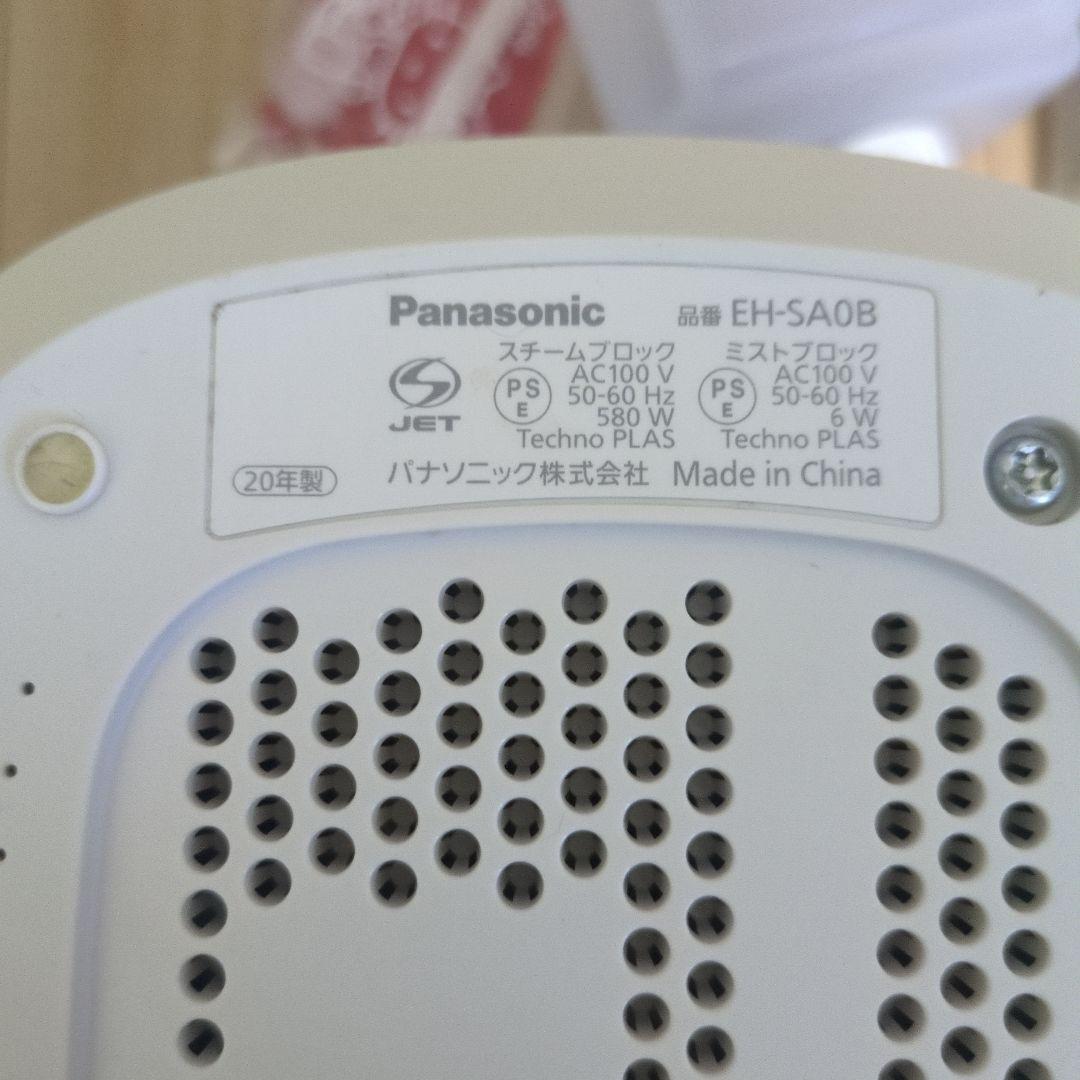 Panasonic 品番 EH-SA0B
スチームブロック ミストブロック
JET PS E AC100 V PS E AC100 V
50-60 Hz 50-60 Hz
580 W 6 W
Techno PLAS Techno PLAS
20年製 パナソニック株式会社 Made in China